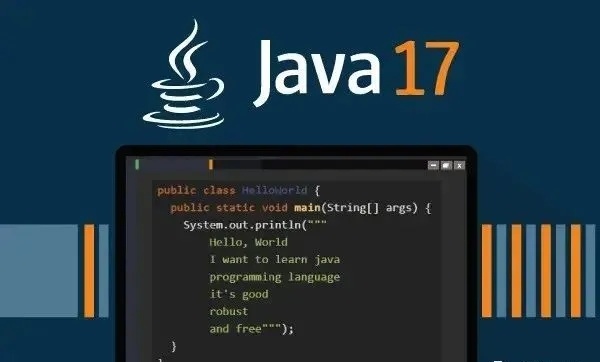 Java 17
public class HelloWorld {
public static void main(String[] args) {
System.out.println("""
Hello, World
I want to learn java
programming language
it's good
robust
and free""");
}